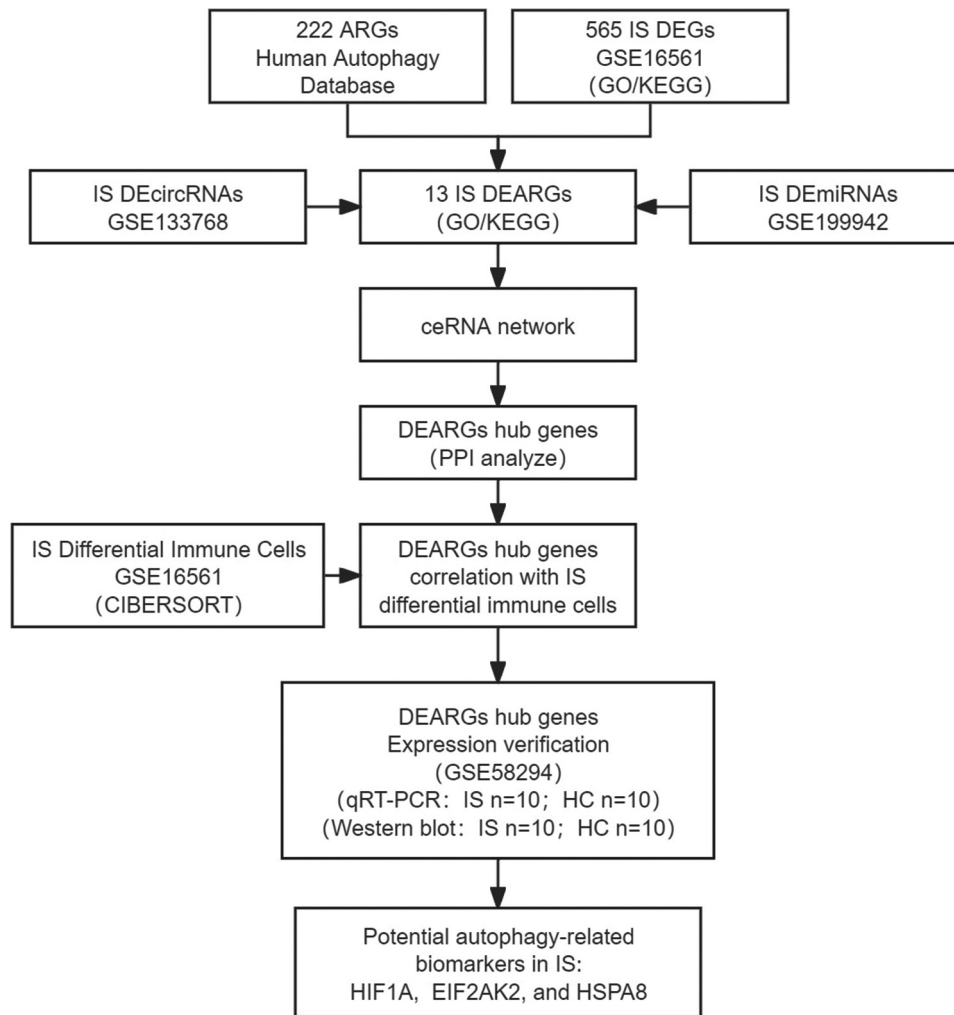 222 ARGs
Human Autophagy
Database
565 IS DEGs
GSE16561
(GO/KEGG)
IS DEcircRNAs
GSE133768
13 IS DEARGs
(GO/KEGG)
IS DEmiRNAs
GSE199942
ceRNA network
DEARGs hub genes
(PPI analyze)
IS Differential Immune Cells
GSE16561
(CIBERSORT)
DEARGs hub genes
correlation with IS
differential immune cells
DEARGs hub genes
Expression verification
(GSE58294)
(qRT-PCR: IS n=10; HC n=10)
(Western blot: IS n=10; HC n=10)
Potential autophagy-related
biomarkers in IS:
HIF1A, EIF2AK2, and HSPA8